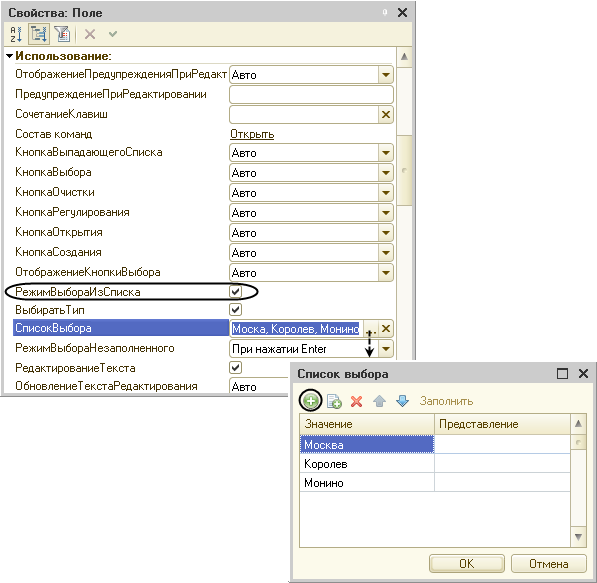 Свойства: Поле
Использование:
ОтображениеПредупрежденияПриРедакт Авто
ПредупреждениеПриРедактировании
СочетаниеКлавиш
Состав команд Открыть
КнопкаВыпадающегоСписка Авто
КнопкаВыбора Авто
КнопкаОчистки Авто
КнопкаРегулирования Авто
КнопкаОткрытия Авто
КнопкаСоздания Авто
ОтображениеКнопкиВыбора Авто
РежимВыбораИзСписка
ВыбиратьТип
СписокВыбора Моска, Королев, Монино ...
РежимВыбораНезаполненного При нажатии Enter
РедактированиеТекста
ОбновлениеТекстаРедактирования Авто
Список выбора
Заполнить
Значение Представление
Москва
Королев
Монино
OK Отмена